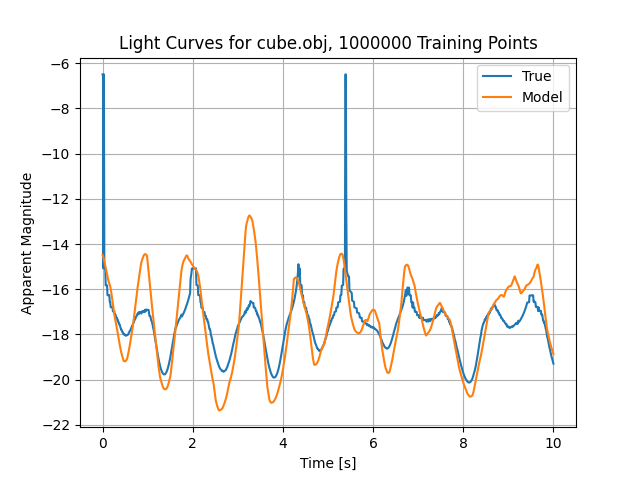 Light Curves for cube.obj, 1000000 Training Points
True
Model
Apparent Magnitude
−6
−8
−10
−12
−14
−16
−18
−20
−22
0 2 4 6 8 10
Time [s]